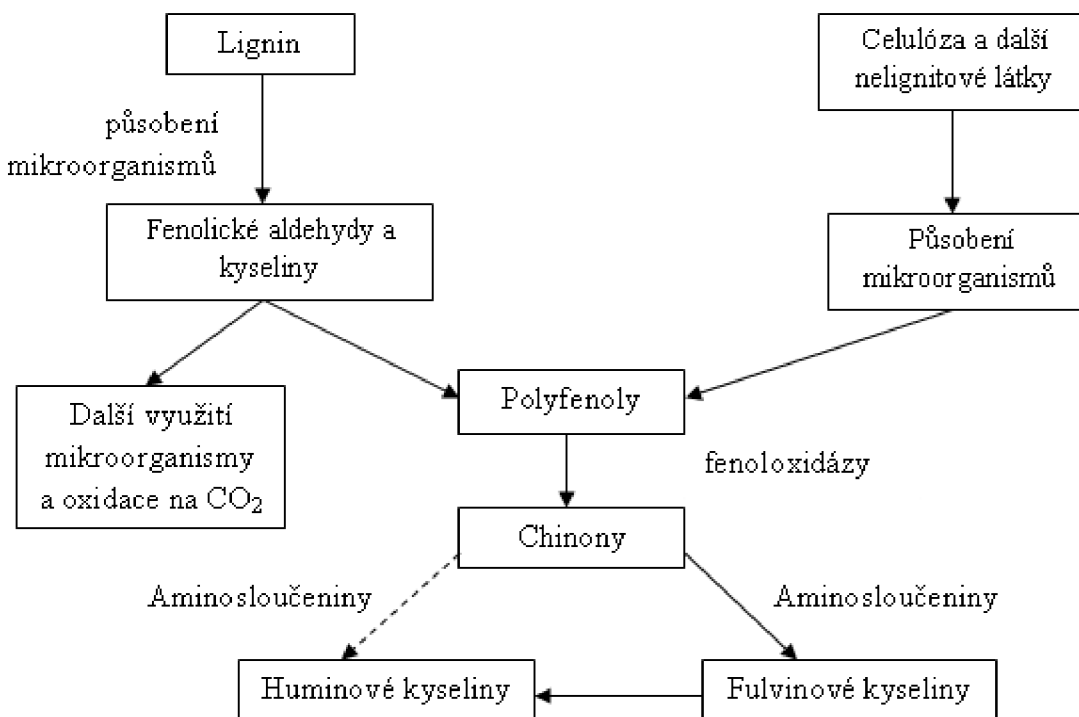 Lignin
Celulóza a další
nelignitové látky
působení
mikroorganismů
Fenolické aldehydy a
kyseliny
Působení
mikroorganismů
Další využití
mikroorganismy
a oxidace na CO₂
Polyfenoly
fenoloxidázy
Chinony
Aminosloučeniny
Aminosloučeniny
Huminové kyseliny
Fulvinové kyseliny